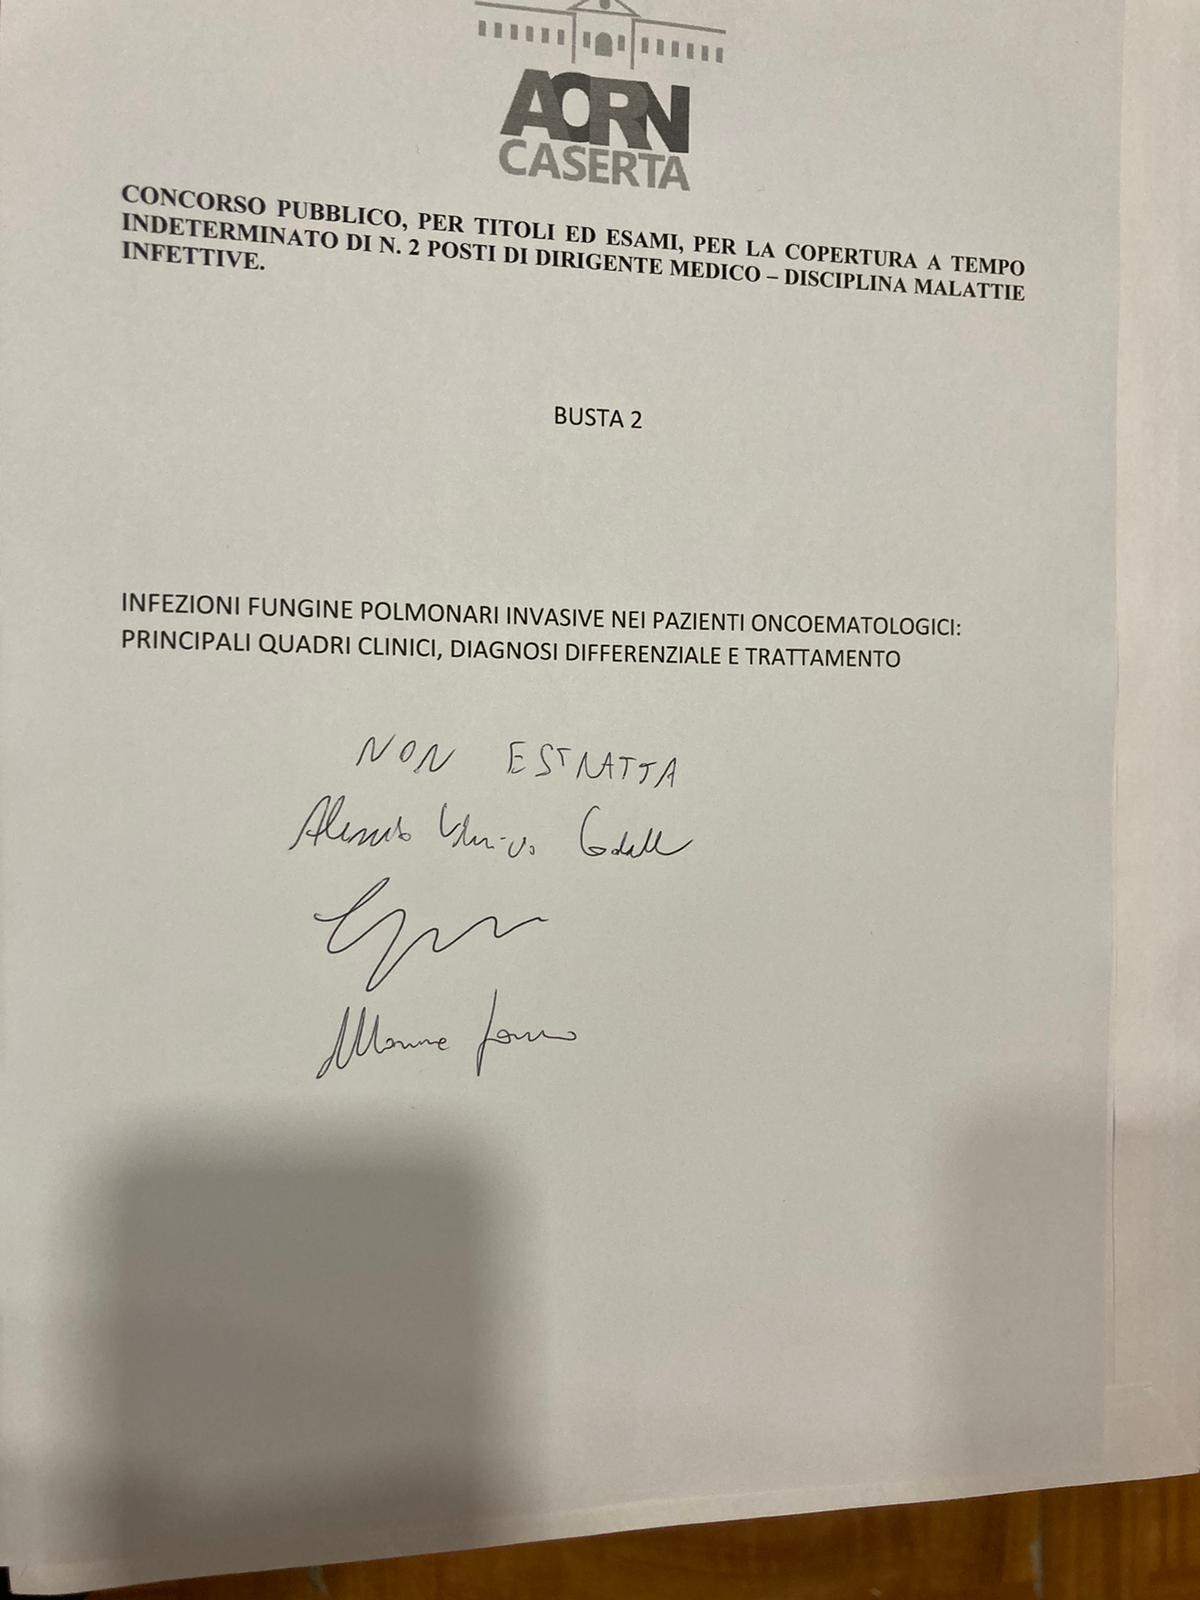 AORN
CASERTA
CONCORSO PUBBLICO, PER TITOLI ED ESAMI, PER LA COPERTURA A TEMPO
INDETERMINATO DI N. 2 POSTI DI DIRIGENTE MEDICO – DISCIPLINA MALATTIE
INFETTIVE.
BUSTA 2
INFEZIONI FUNGINE POLMONARI INVASIVE NEI PAZIENTI ONCOEMATOLOGICI:
PRINCIPALI QUADRI CLINICI, DIAGNOSI DIFFERENZIALE E TRATTAMENTO
NON ESTRATTA